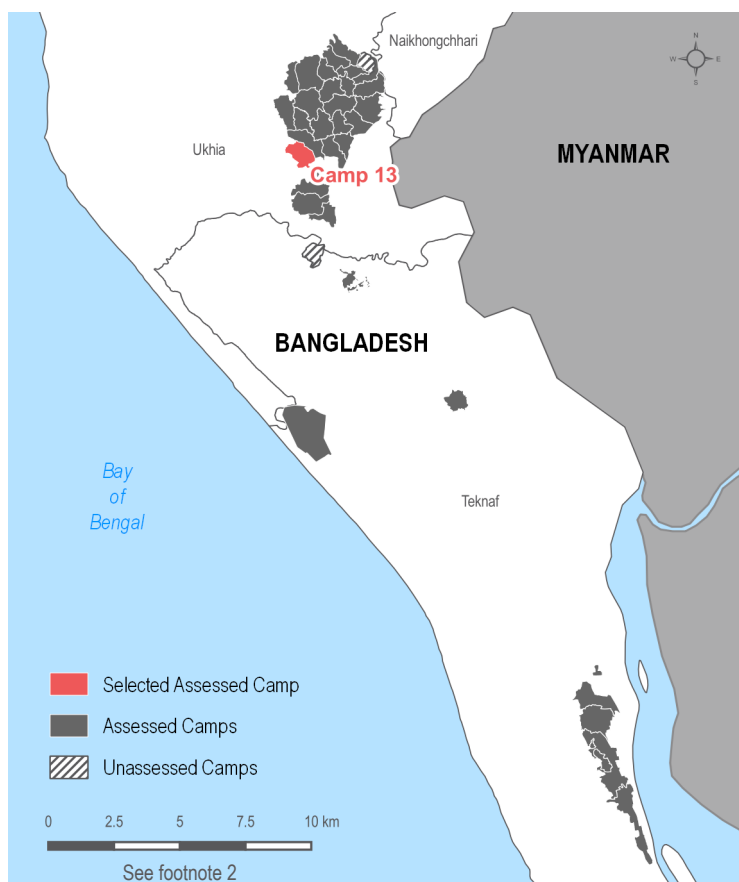 Naikhongchhari
N
W
E
S
Ukhia
MYANMAR
Camp 13
BANGLADESH
Bay
of
Bengal
Teknaf
Selected Assessed Camp
Assessed Camps
Unassessed Camps
0 2.5 5 7.5 10 km
See footnote 2